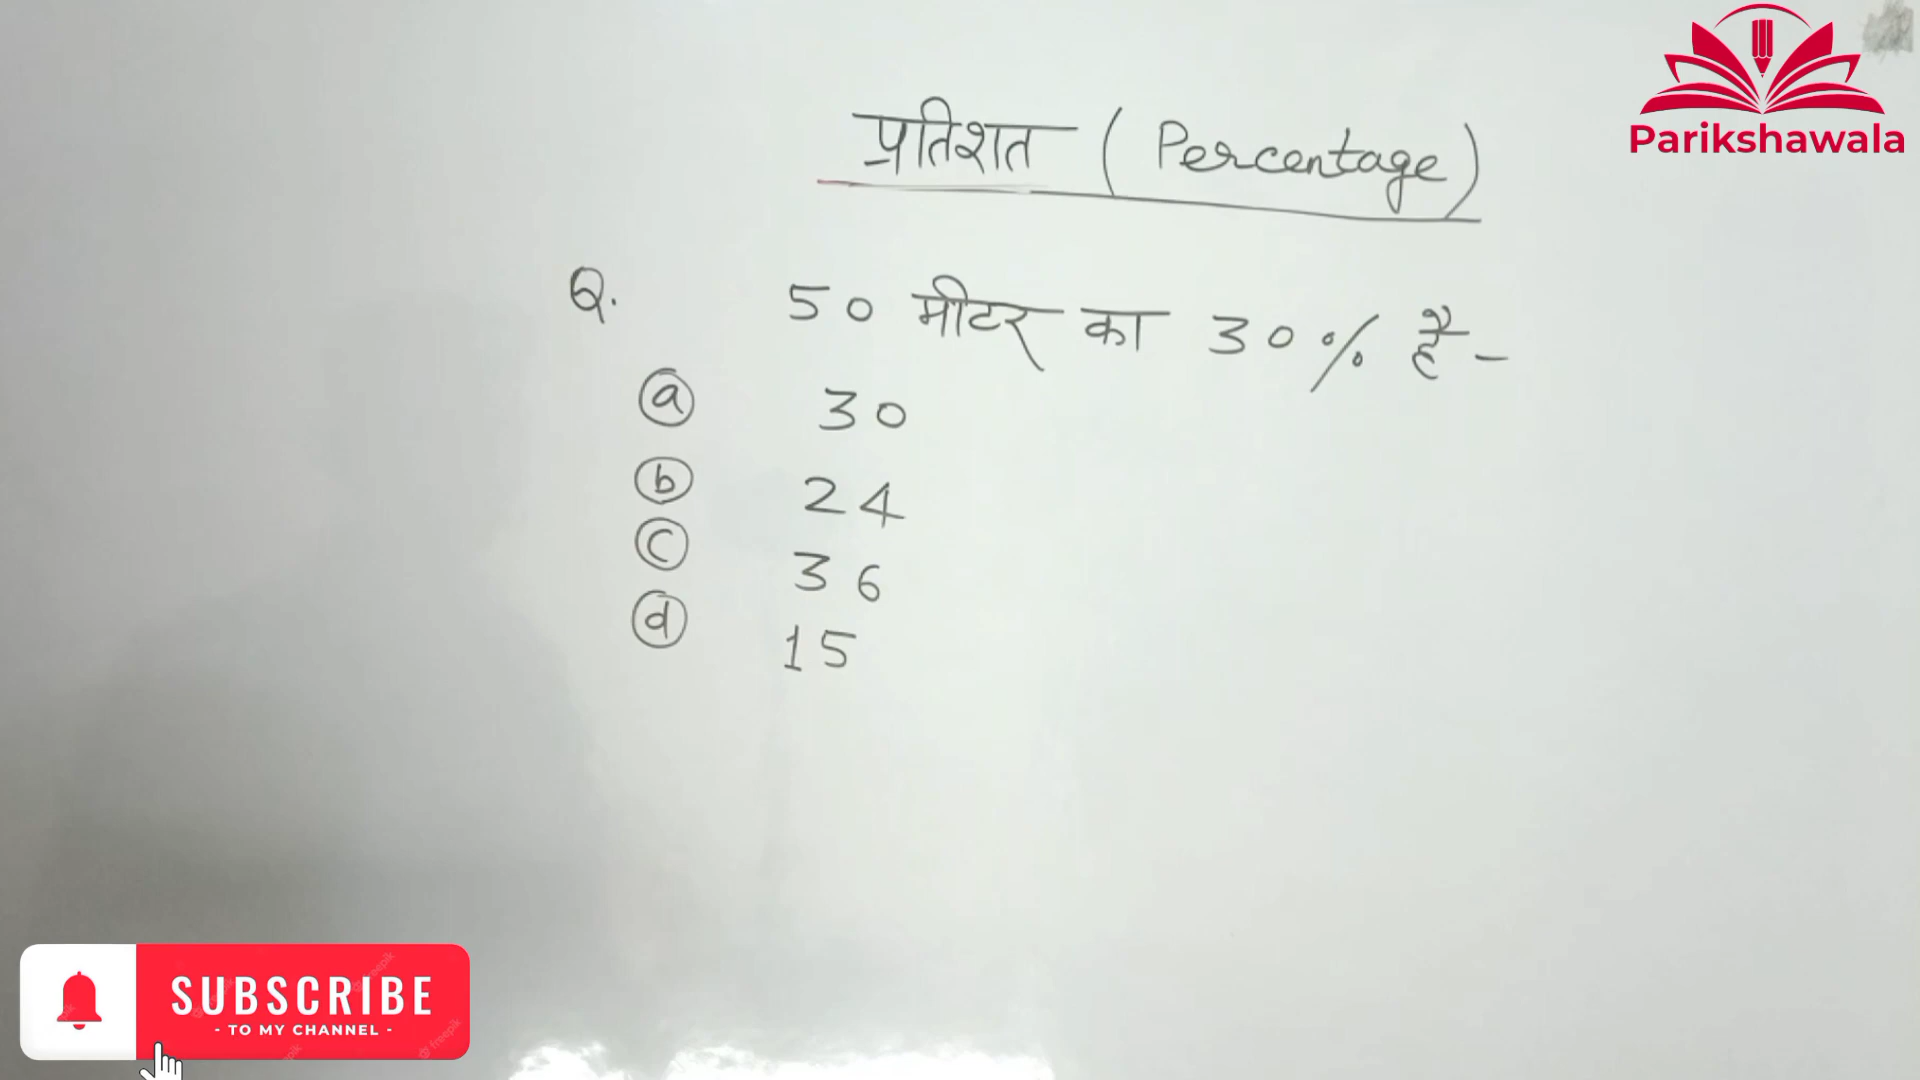 Parikshawala
प्रतिशत (Percentage)
Q. 50 मीटर का 30% है -
a 30
b 24
c 36
d 15
SUBSCRIBE
- TO MY CHANNEL -